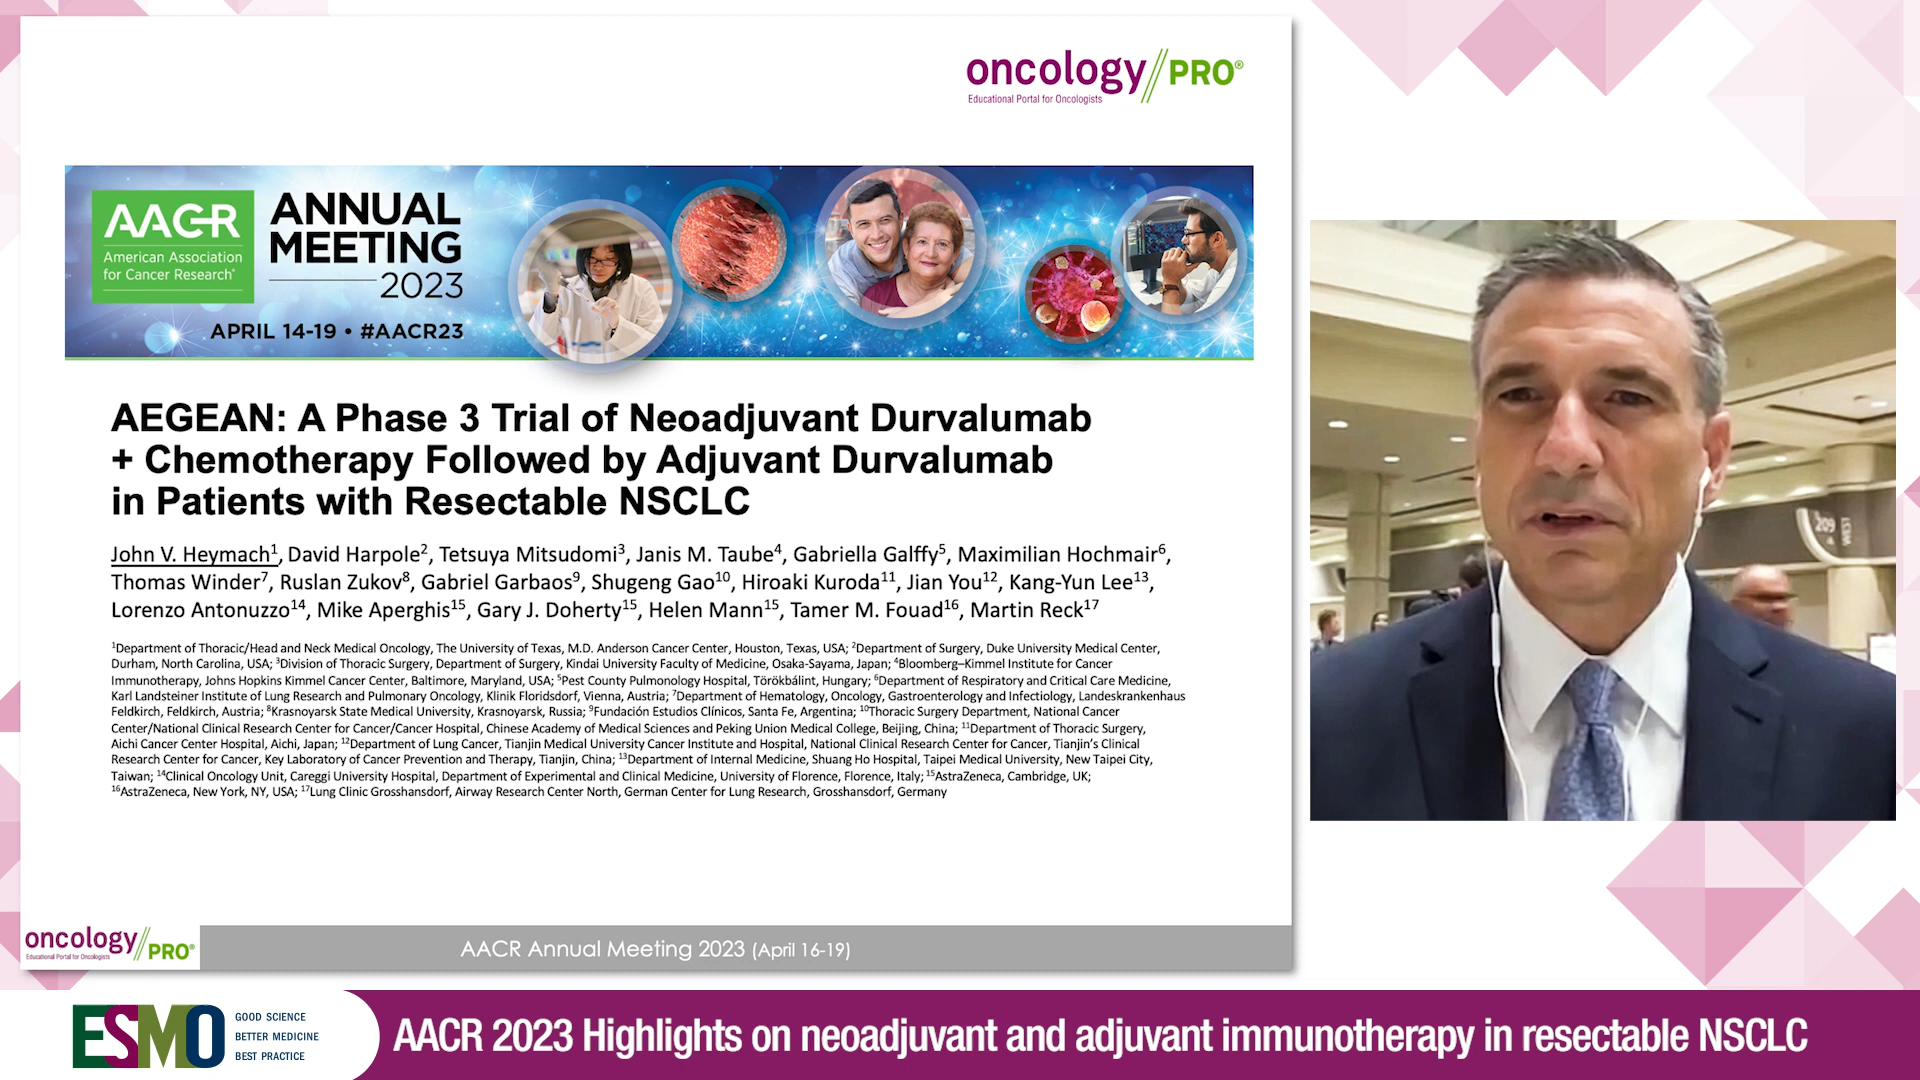 oncology//PRO®
Educational Portal for Oncologists
AACR
American Association
for Cancer Research®
ANNUAL
MEETING
2023
APRIL 14-19 • #AACR23
AEGEAN: A Phase 3 Trial of Neoadjuvant Durvalumab
+ Chemotherapy Followed by Adjuvant Durvalumab
in Patients with Resectable NSCLC
John V. Heymach¹, David Harpole², Tetsuya Mitsudomi³, Janis M. Taube⁴, Gabriella Galffy⁵, Maximilian Hochmair⁶,
Thomas Winder⁷, Ruslan Zukov⁸, Gabriel Garbaos⁹, Shugeng Gao¹⁰, Hiroaki Kuroda¹¹, Jian You¹², Kang-Yun Lee¹³,
Lorenzo Antonuzzo¹⁴, Mike Aperghis¹⁵, Gary J. Doherty¹⁵, Helen Mann¹⁵, Tamer M. Fouad¹⁶, Martin Reck¹⁷
¹Department of Thoracic/Head and Neck Medical Oncology, The University of Texas, M.D. Anderson Cancer Center, Houston, Texas, USA; ²Department of Surgery, Duke University Medical Center,
Durham, North Carolina, USA; ³Division of Thoracic Surgery, Department of Surgery, Kindai University Faculty of Medicine, Osaka-Sayama, Japan; ⁴Bloomberg–Kimmel Institute for Cancer
Immunotherapy, Johns Hopkins Kimmel Cancer Center, Baltimore, Maryland, USA; ⁵Pest County Pulmonology Hospital, Törökbálint, Hungary; ⁶Department of Respiratory and Critical Care Medicine,
Karl Landsteiner Institute of Lung Research and Pulmonary Oncology, Klinik Floridsdorf, Vienna, Austria; ⁷Department of Hematology, Oncology, Gastroenterology and Infectiology, Landeskrankenhaus
Feldkirch, Feldkirch, Austria; ⁸Krasnoyarsk State Medical University, Krasnoyarsk, Russia; ⁹Fundación Estudios Clínicos, Santa Fe, Argentina; ¹⁰Thoracic Surgery Department, National Cancer
Center/National Clinical Research Center for Cancer/Cancer Hospital, Chinese Academy of Medical Sciences and Peking Union Medical College, Beijing, China; ¹¹Department of Thoracic Surgery,
Aichi Cancer Center Hospital, Aichi, Japan; ¹²Department of Lung Cancer, Tianjin Medical University Cancer Institute and Hospital, National Clinical Research Center for Cancer, Tianjin's Clinical
Research Center for Cancer, Key Laboratory of Cancer Prevention and Therapy, Tianjin, China; ¹³Department of Internal Medicine, Shuang Ho Hospital, Taipei Medical University, New Taipei City,
Taiwan; ¹⁴Clinical Oncology Unit, Careggi University Hospital, Department of Experimental and Clinical Medicine, University of Florence, Florence, Italy; ¹⁵AstraZeneca, Cambridge, UK;
¹⁶AstraZeneca, New York, NY, USA; ¹⁷Lung Clinic Grosshansdorf, Airway Research Center North, German Center for Lung Research, Grosshansdorf, Germany
209
WEST
oncology//PRO®
Educational Portal for Oncologists
AACR Annual Meeting 2023 (April 16-19)
ESMO
GOOD SCIENCE
BETTER MEDICINE
BEST PRACTICE
AACR 2023 Highlights on neoadjuvant and adjuvant immunotherapy in resectable NSCLC